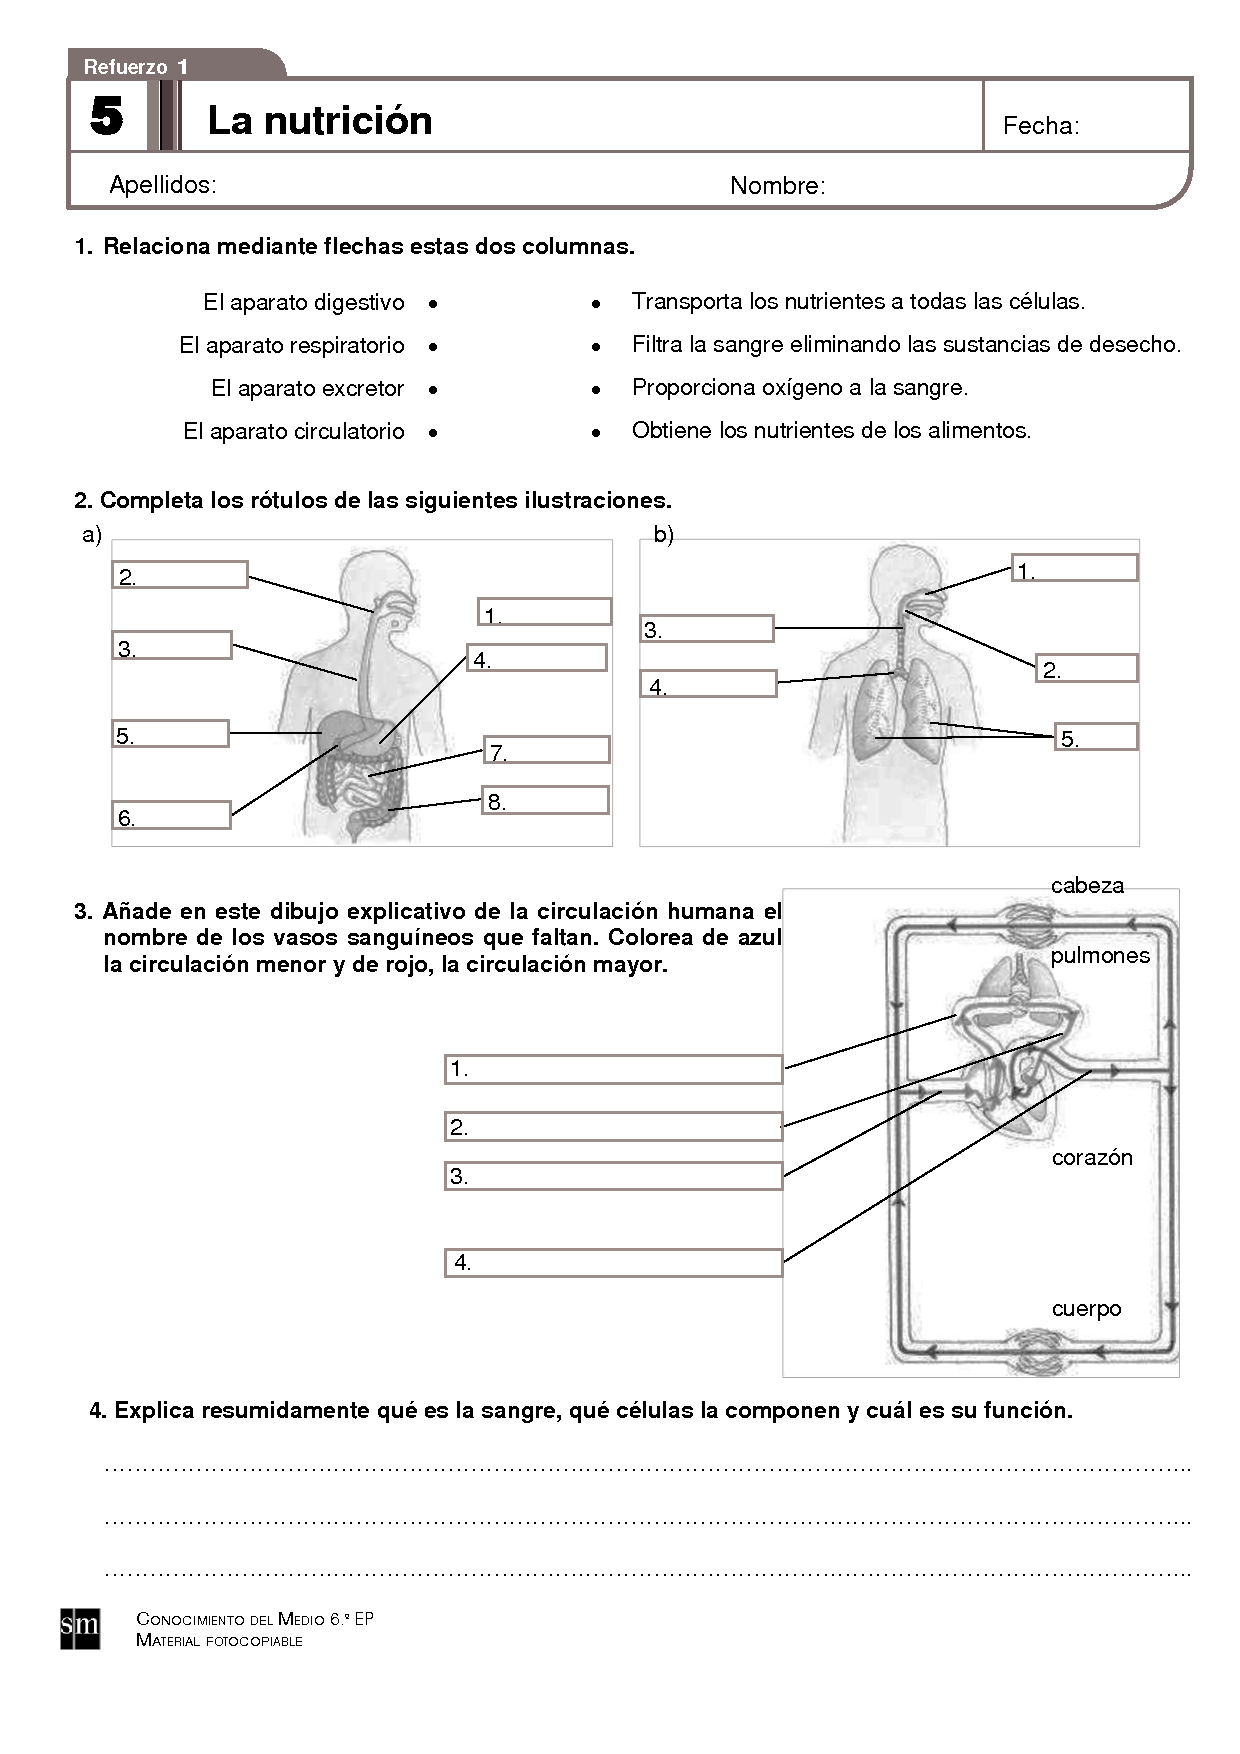 Refuerzo 1
5 La nutrición
Fecha:
Apellidos: Nombre:
1. Relaciona mediante flechas estas dos columnas.
El aparato digestivo • • Transporta los nutrientes a todas las células.
El aparato respiratorio • • Filtra la sangre eliminando las sustancias de desecho.
El aparato excretor • • Proporciona oxígeno a la sangre.
El aparato circulatorio • • Obtiene los nutrientes de los alimentos.
2. Completa los rótulos de las siguientes ilustraciones.
a)
2.
1.
3.
4.
5.
7.
8.
6.
b)
1.
3.
2.
4.
5.
3. Añade en este dibujo explicativo de la circulación humana el
nombre de los vasos sanguíneos que faltan. Colorea de azul
la circulación menor y de rojo, la circulación mayor.
cabeza
pulmones
1.
2.
3.
4.
corazón
cuerpo
4. Explica resumidamente qué es la sangre, qué células la componen y cuál es su función.
sm
CONOCIMIENTO DEL MEDIO 6.º EP
MATERIAL FOTOCOPIABLE